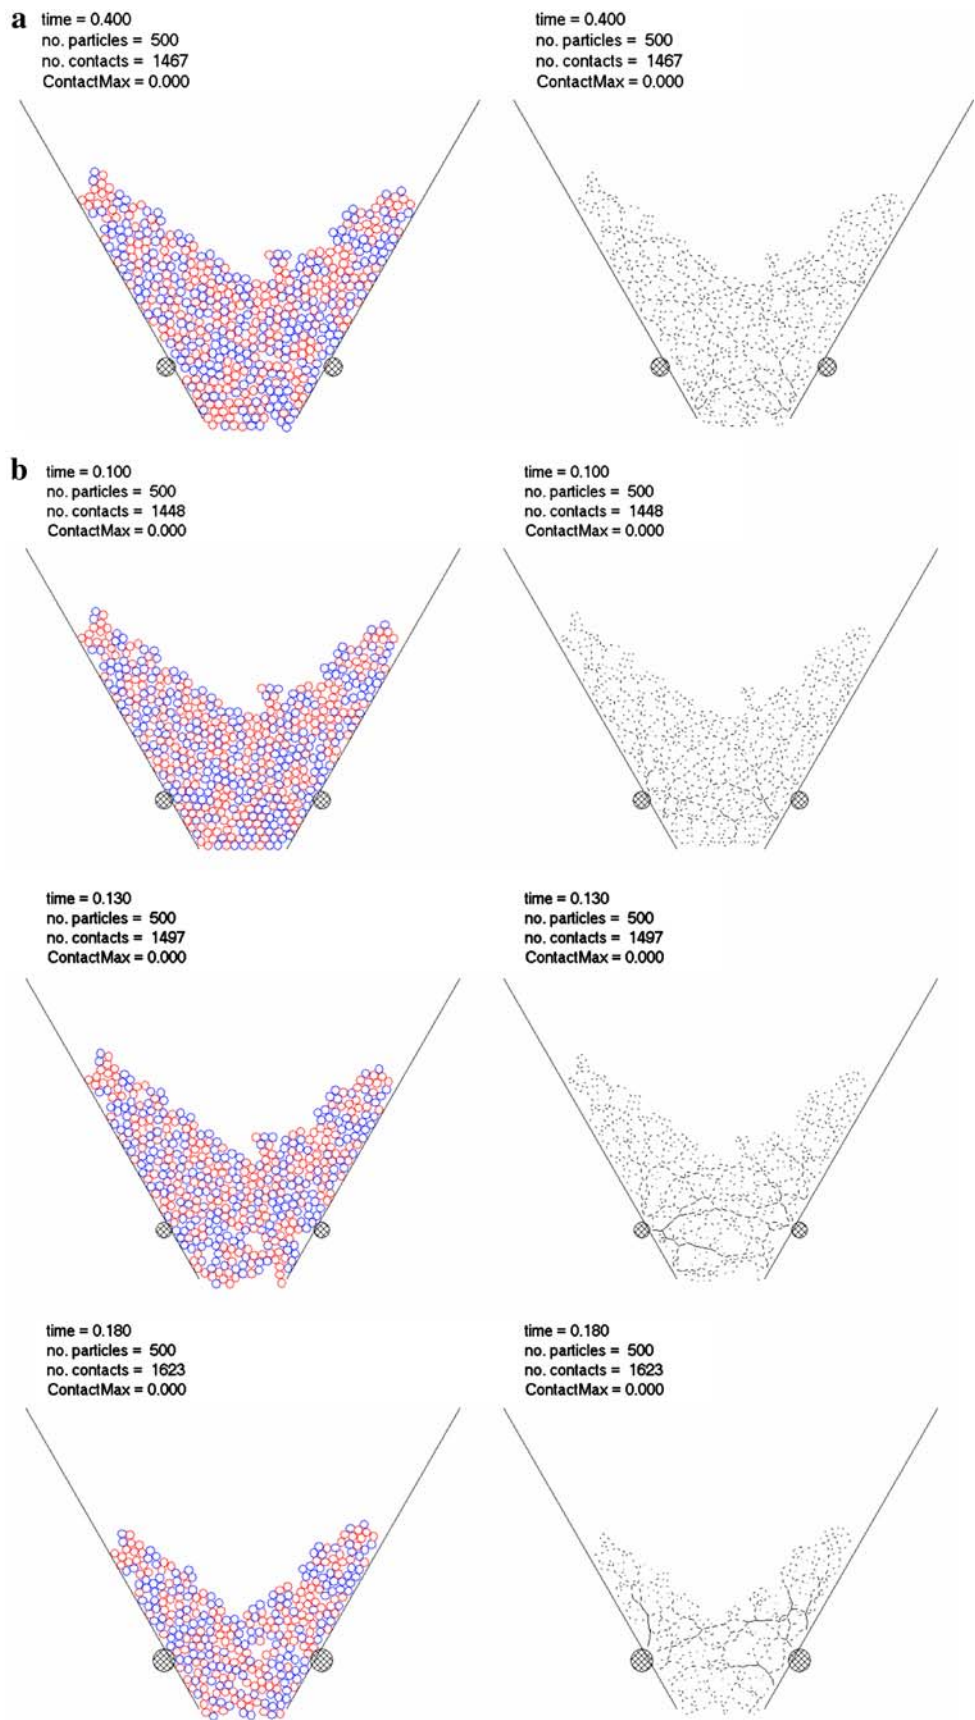 a
time = 0.400
no. particles = 500
no. contacts = 1467
ContactMax = 0.000
time = 0.400
no. particles = 500
no. contacts = 1467
ContactMax = 0.000
b
time = 0.100
no. particles = 500
no. contacts = 1448
ContactMax = 0.000
time = 0.100
no. particles = 500
no. contacts = 1448
ContactMax = 0.000
time = 0.130
no. particles = 500
no. contacts = 1497
ContactMax = 0.000
time = 0.130
no. particles = 500
no. contacts = 1497
ContactMax = 0.000
time = 0.180
no. particles = 500
no. contacts = 1623
ContactMax = 0.000
time = 0.180
no. particles = 500
no. contacts = 1623
ContactMax = 0.000